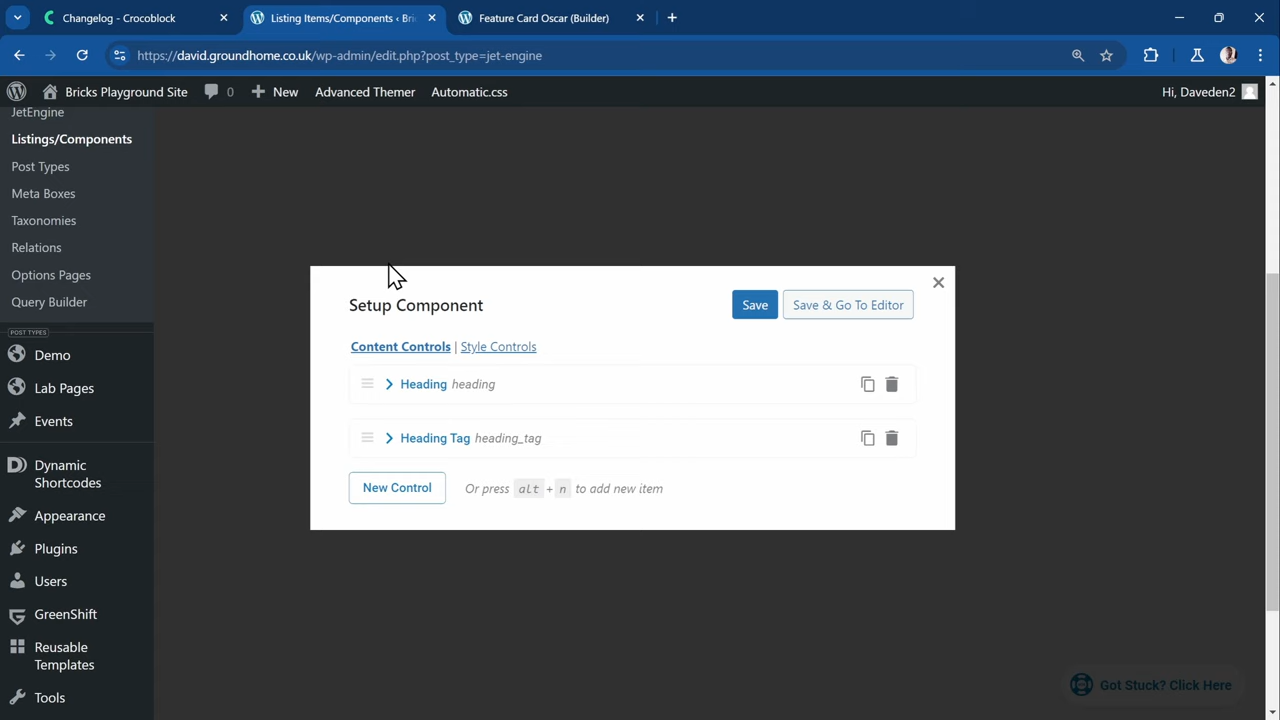 Changelog - Crocoblock
Listing Items/Components ‹ Bri
Feature Card Oscar (Builder)
https://david.groundhome.co.uk/wp-admin/edit.php?post_type=jet-engine
Bricks Playground Site
0
New
Advanced Themer
Automatic.css
Hi, Daveden2
JetEngine
Listings/Components
Post Types
Meta Boxes
Taxonomies
Relations
Options Pages
Query Builder
POST TYPES
Demo
Lab Pages
Events
Dynamic
Shortcodes
Appearance
Plugins
Users
GreenShift
Reusable
Templates
Tools
Setup Component
Save
Save & Go To Editor
Content Controls | Style Controls
Heading heading
Heading Tag heading_tag
New Control
Or press alt + n to add new item
Got Stuck? Click Here